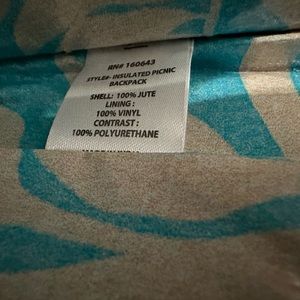 RN# 160643
STYLE#- INSULATED PICNIC
BACKPACK
SHELL: 100% JUTE
LINING :
100% VINYL
CONTRAST :
100% POLYURETHANE